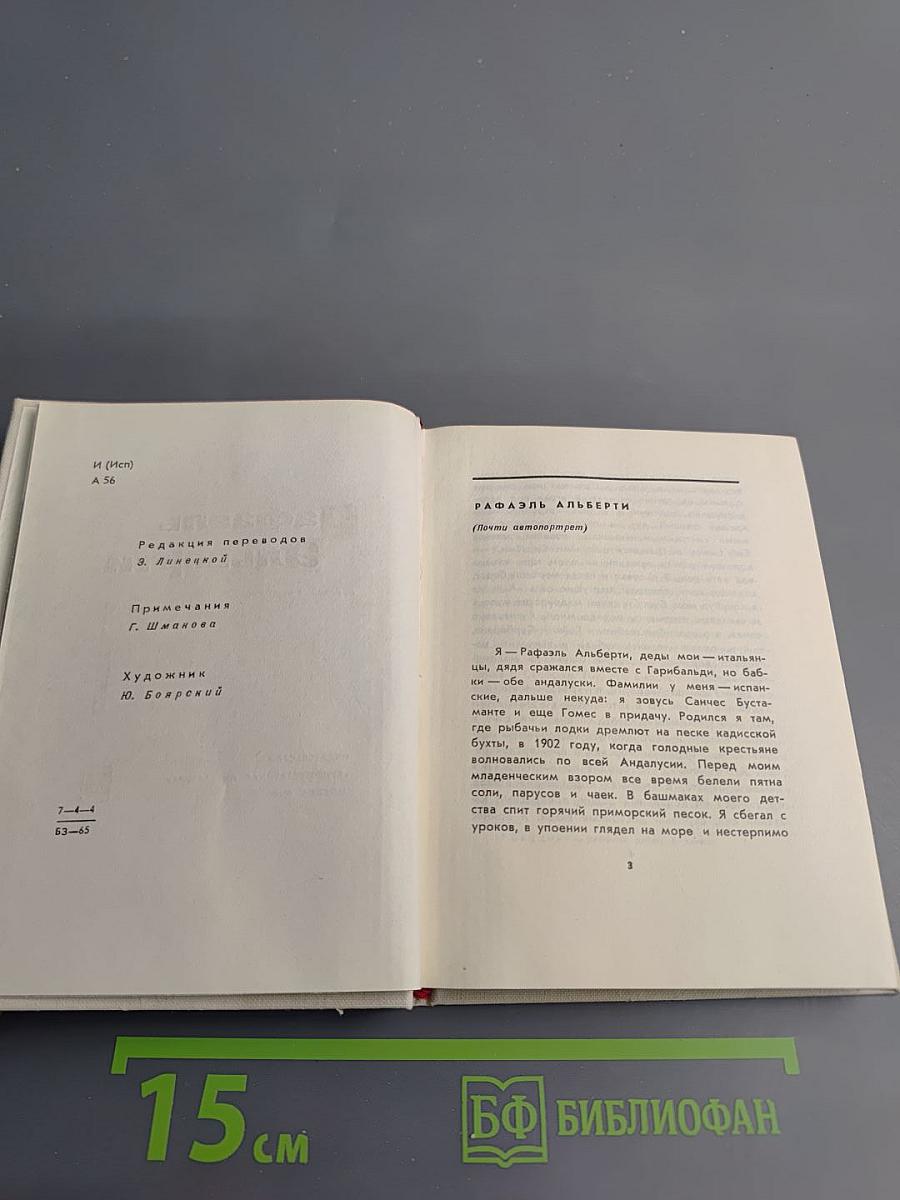 И (Исп)
А 56
Редакция переводов
Э. Линецкой
Примечания
Г. Шмакова
Художник
Ю. Боярский
7—4—4
БЗ—65
РАФАЭЛЬ АЛЬБЕРТИ
(Почти автопортрет)
Я — Рафаэль Альберти, деды мои — итальян-
цы, дядя сражался вместе с Гарибальди, но баб-
ки — обе андалуски. Фамилии у меня — испан-
ские, дальше некуда: я зовусь Санчес Буста-
манте и еще Гомес в придачу. Родился я там,
где рыбачьи лодки дремлют на песке кадисской
бухты, в 1902 году, когда голодные крестьяне
волновались по всей Андалусии. Перед моим
младенческим взором все время белели пятна
соли, парусов и чаек. В башмаках моего дет-
ства спит горячий приморский песок. Я сбегал с
уроков, в упоении глядел на море и нестерпимо
3
15 см
БФ БИБЛИОФАН